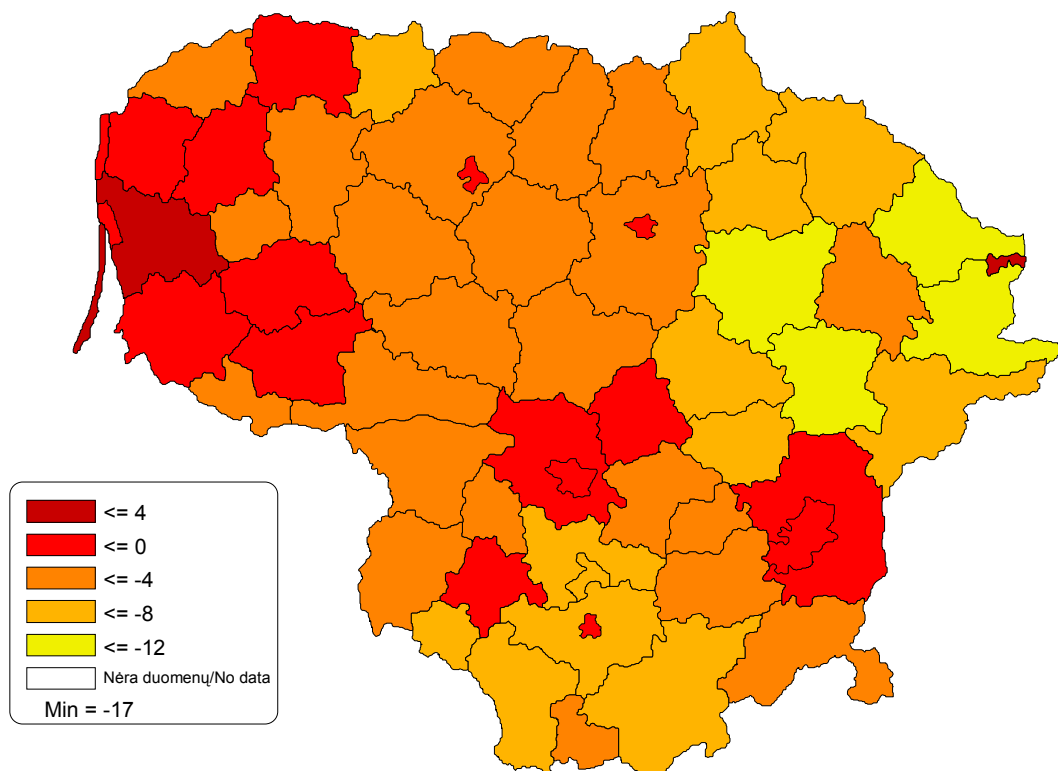 <= 4
<= 0
<= -4
<= -8
<= -12
Nėra duomenų/No data
Min = -17